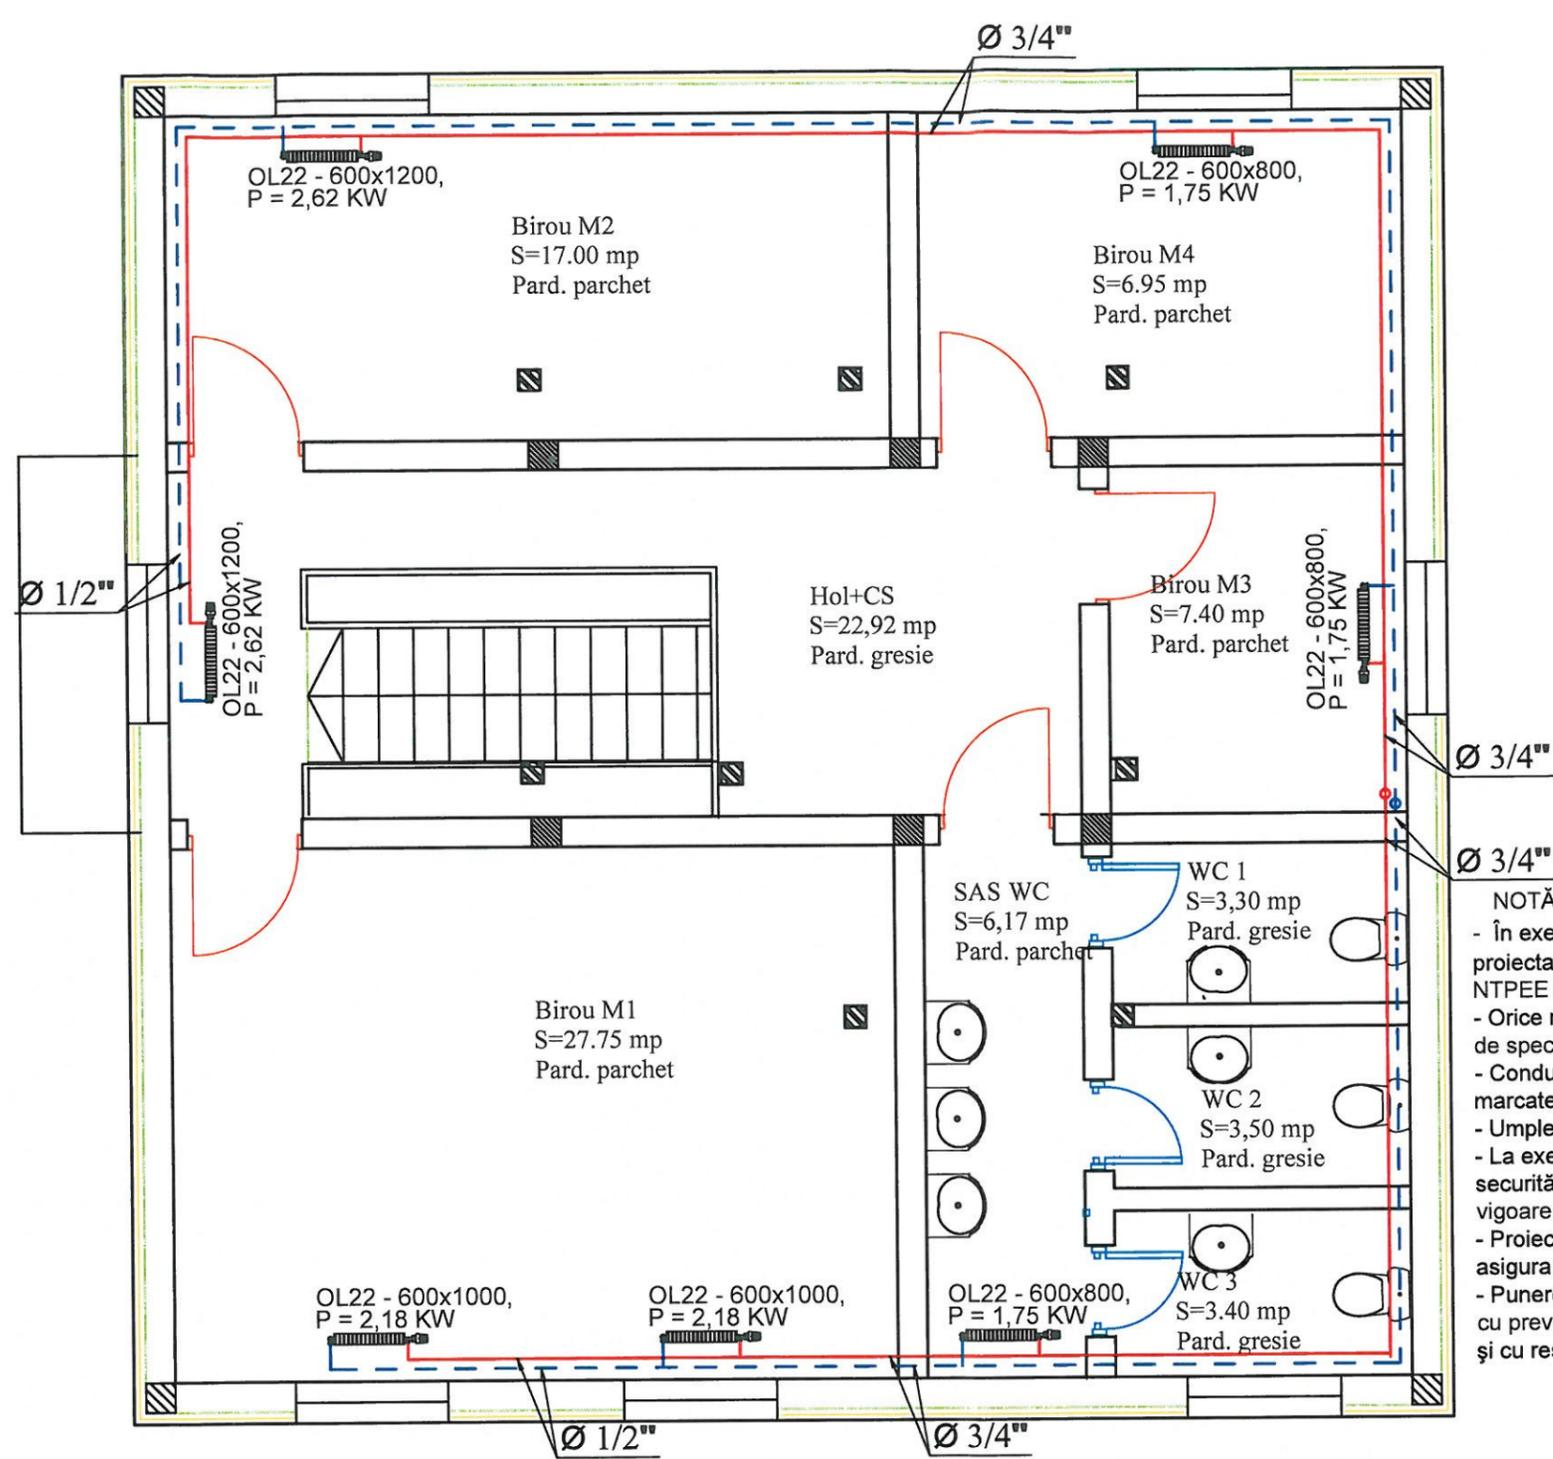 Ø 3/4""
OL22 - 600x1200,
P = 2,62 KW
OL22 - 600x800,
P = 1,75 KW
Birou M2
S=17.00 mp
Pard. parchet
Birou M4
S=6.95 mp
Pard. parchet
Ø 1/2""
OL22 - 600x1200,
P = 2,62 KW
Hol+CS
S=22,92 mp
Pard. gresie
Birou M3
S=7.40 mp
Pard. parchet
OL22 - 600x800,
P = 1,75 KW
Ø 3/4""
Ø 3/4""
SAS WC
S=6,17 mp
Pard. parchet
WC 1
S=3,30 mp
Pard. gresie
Birou M1
S=27.75 mp
Pard. parchet
WC 2
S=3,50 mp
Pard. gresie
WC 3
S=3.40 mp
Pard. gresie
OL22 - 600x1000,
P = 2,18 KW
OL22 - 600x1000,
P = 2,18 KW
OL22 - 600x800,
P = 1,75 KW
Ø 1/2""
Ø 3/4""
NOTĂ
- În exe
proiecta
NTPEE
- Orice
de spec
- Condu
marcate
- Umple
- La exe
securită
vigoare
- Proiec
asigura
- Puner
cu prev
şi cu res